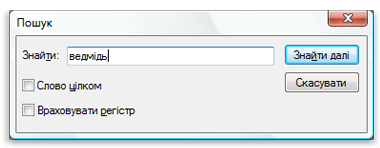 Пошук
Знайти: ведмідь Знайти далі
Слово цілком Скасувати
Враховувати регістр